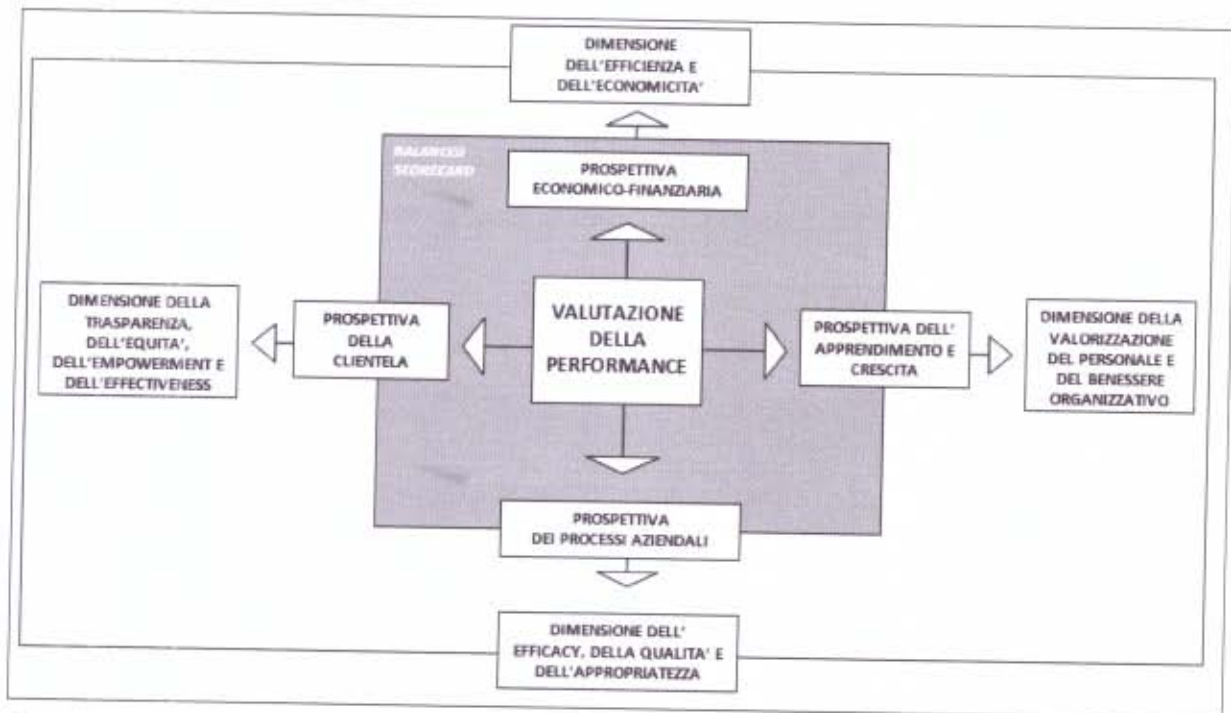 DIMENSIONE
DELL'EFFICIENZA E
DELL'ECONOMICITA'
BALANCED
SCORECARD
PROSPETTIVA
ECONOMICO-FINANZIARIA
DIMENSIONE DELLA
TRASPARENZA,
DELL'EQUITA',
DELL'EMPOWERMENT E
DELL'EFFECTIVENESS
PROSPETTIVA
DELLA
CLIENTELA
VALUTAZIONE
DELLA
PERFORMANCE
PROSPETTIVA DELL'
APPRENDIMENTO E
CRESCITA
DIMENSIONE DELLA
VALORIZZAZIONE
DEL PERSONALE E
DEL BENESSERE
ORGANIZZATIVO
PROSPETTIVA
DEI PROCESSI AZIENDALI
DIMENSIONE DELL'
EFFICACY, DELLA QUALITA' E
DELL'APPROPRIATEZZA